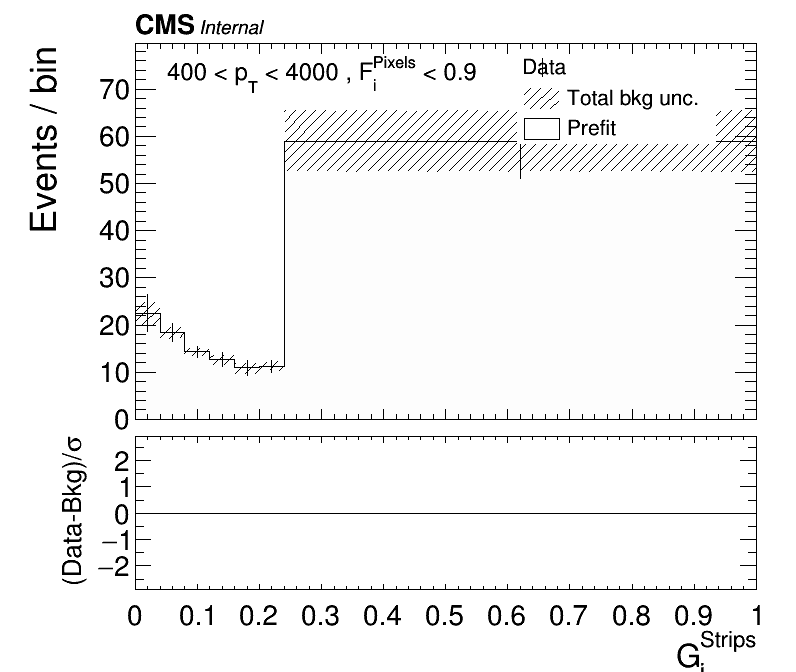 CMS Internal
400 < p_T < 4000 , F_i^Pixels < 0.9
Data
Total bkg unc.
Prefit
Events / bin
70
60
50
40
30
20
10
0
(Data-Bkg)/σ
2
1
0
−1
−2
0 0.1 0.2 0.3 0.4 0.5 0.6 0.7 0.8 0.9 1
G_i^Strips